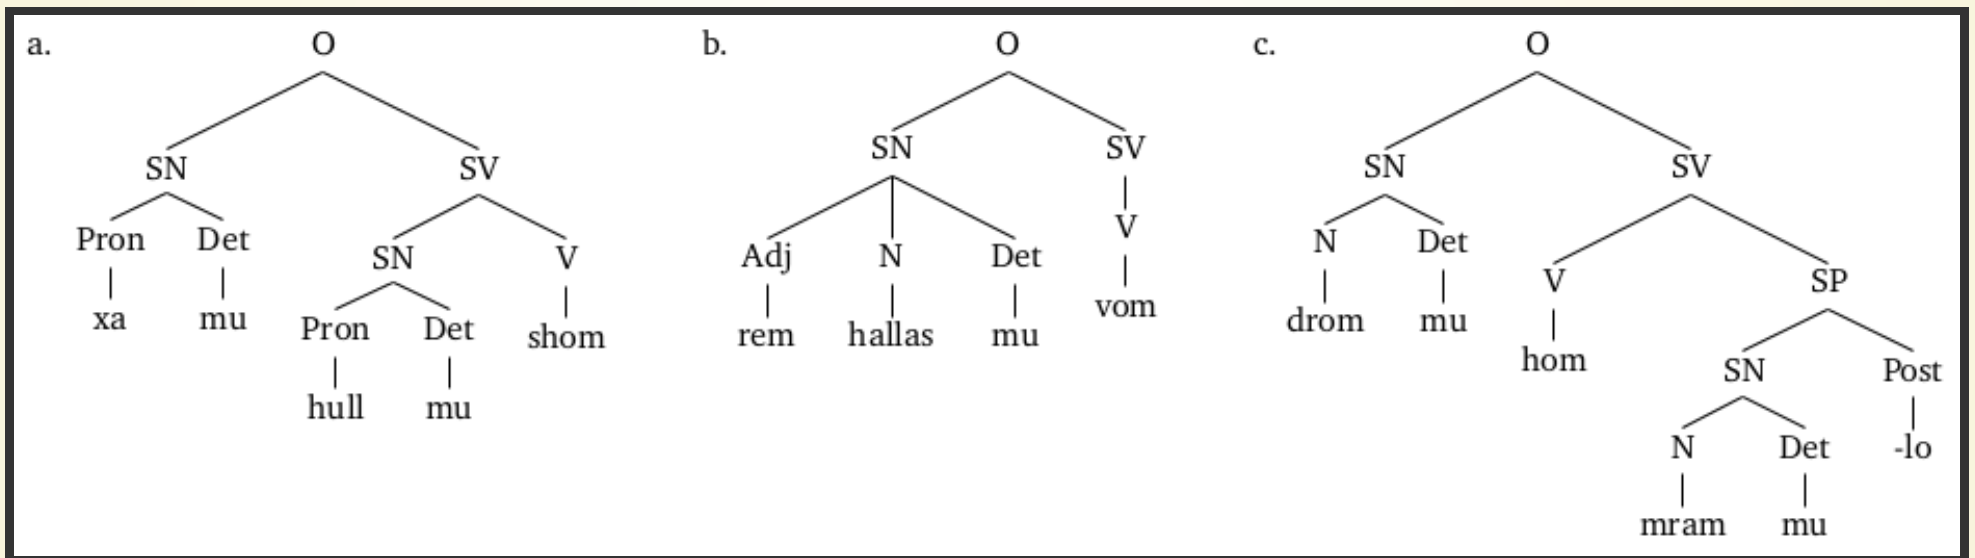 a. O b. O c. O
SN SV
SN SV
SN SV
Pron Det
SN V
xa mu
Pron Det
shom
hull mu
Adj N Det
V
rem hallas mu
vom
N Det
V SP
drom mu
hom
SN Post
N Det
-lo
mram mu